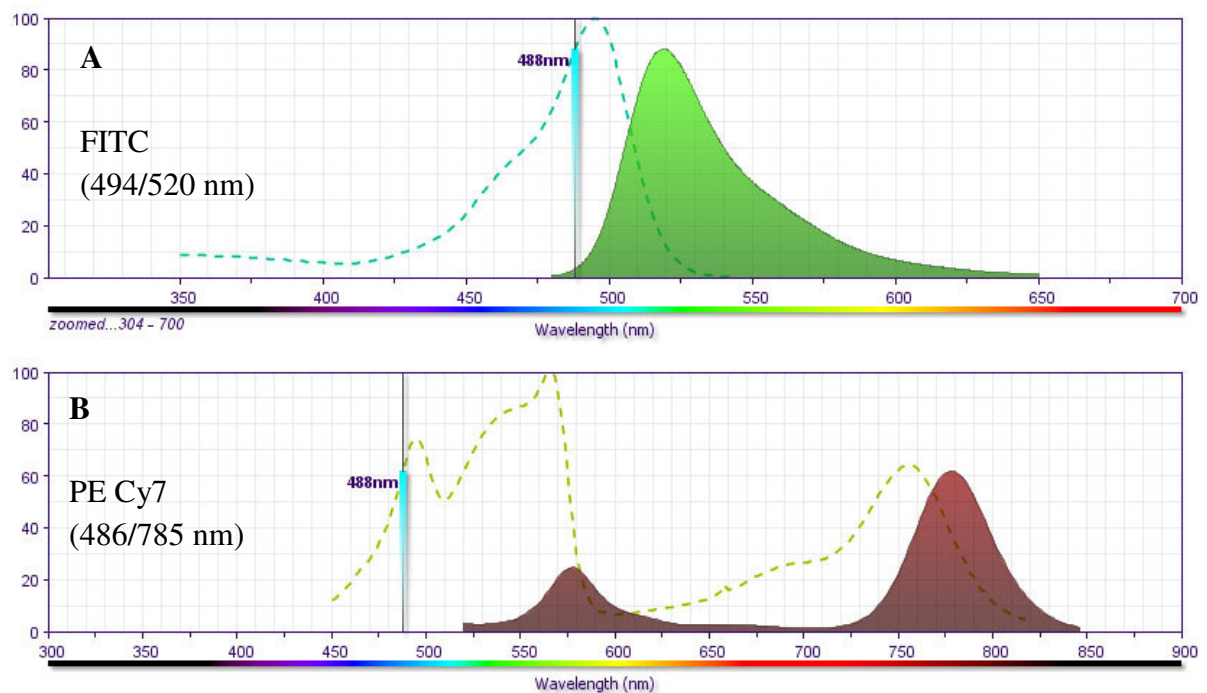 100
A
488nm
80
FITC
60
(494/520 nm)
40
20
0
350 400 450 500 550 600 650 700
zoomed...304 - 700
Wavelength (nm)
100
B
80
488nm
60
PE Cy7
(486/785 nm)
40
20
0
300 350 400 450 500 550 600 650 700 750 800 850 900
Wavelength (nm)